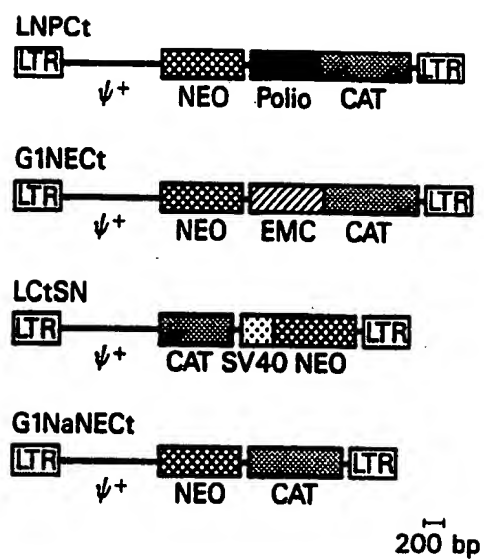 LNPCt
LTR LTR
ψ+ NEO Polio CAT
G1NECt
LTR LTR
ψ+ NEO EMC CAT
LCtSN
LTR LTR
ψ+ CAT SV40 NEO
G1NaNECt
LTR LTR
ψ+ NEO CAT
200 bp